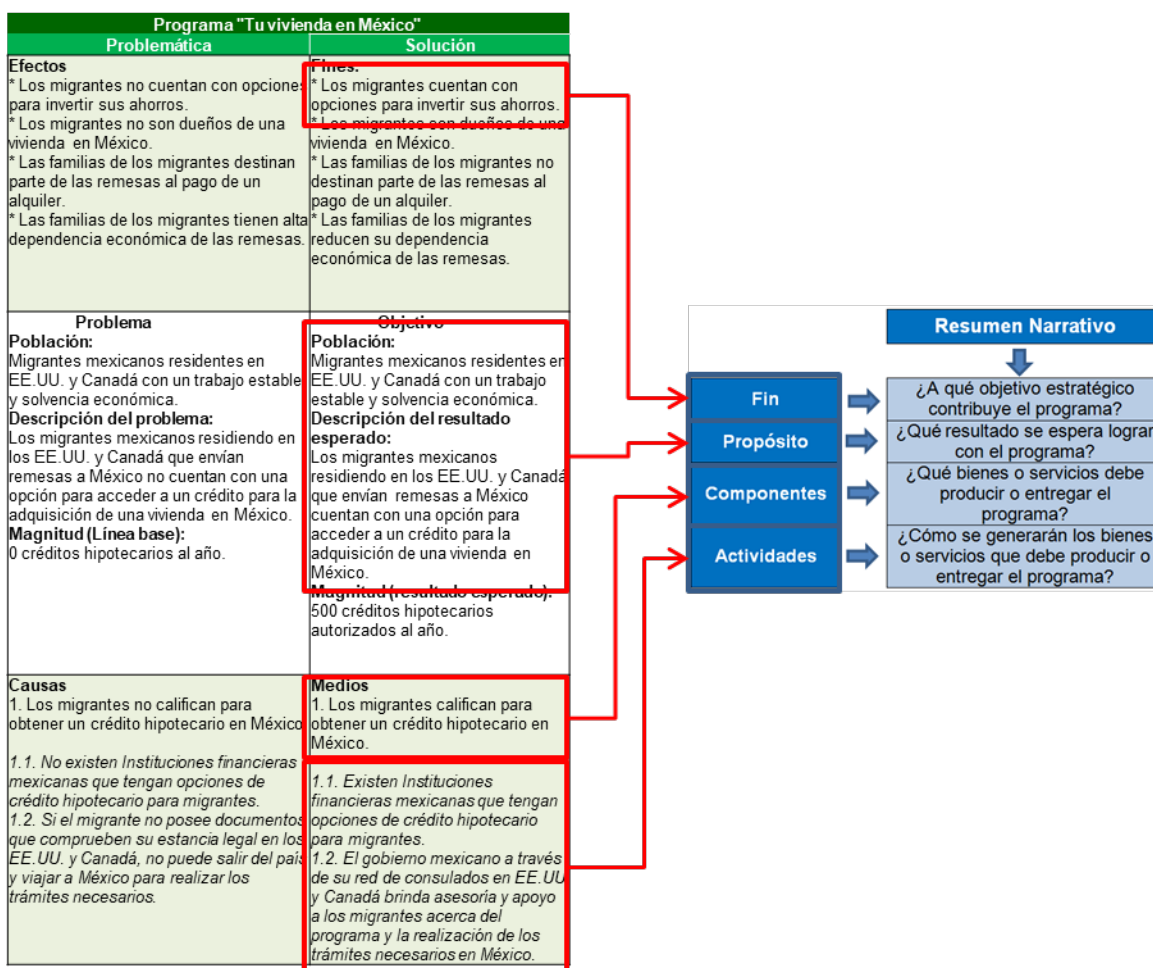 Programa "Tu vivienda en México"
Problemática
Solución
Efectos
* Los migrantes no cuentan con opciones
para invertir sus ahorros.
* Los migrantes no son dueños de una
vivienda en México.
* Las familias de los migrantes destinan
parte de las remesas al pago de un
alquiler.
* Las familias de los migrantes tienen alta
dependencia económica de las remesas.
Fines:
* Los migrantes cuentan con
opciones para invertir sus ahorros.
* Los migrantes son dueños de una
vivienda en México.
* Las familias de los migrantes no
destinan parte de las remesas al
pago de un alquiler.
* Las familias de los migrantes
reducen su dependencia
económica de las remesas.
Problema
Población:
Migrantes mexicanos residentes en
EE.UU. y Canadá con un trabajo estable
y solvencia económica.
Descripción del problema:
Los migrantes mexicanos residiendo en
los EE.UU. y Canadá que envían
remesas a México no cuentan con una
opción para acceder a un crédito para la
adquisición de una vivienda en México.
Magnitud (Línea base):
0 créditos hipotecarios al año.
Objetivo
Población:
Migrantes mexicanos residentes en
EE.UU. y Canadá con un trabajo
estable y solvencia económica.
Descripción del resultado
esperado:
Los migrantes mexicanos
residiendo en los EE.UU. y Canadá
que envían remesas a México
cuentan con una opción para
acceder a un crédito para la
adquisición de una vivienda en
México.
Magnitud (resultado esperado):
500 créditos hipotecarios
autorizados al año.
Causas
1. Los migrantes no califican para
obtener un crédito hipotecario en México
1.1. No existen Instituciones financieras
mexicanas que tengan opciones de
crédito hipotecario para migrantes.
1.2. Si el migrante no posee documentos
que comprueben su estancia legal en los
EE.UU. y Canadá, no puede salir del país
y viajar a México para realizar los
trámites necesarios.
Medios
1. Los migrantes califican para
obtener un crédito hipotecario en
México.
1.1. Existen Instituciones
financieras mexicanas que tengan
opciones de crédito hipotecario
para migrantes.
1.2. El gobierno mexicano a través
de su red de consulados en EE.UU
y Canadá brinda asesoría y apoyo
a los migrantes acerca del
programa y la realización de los
trámites necesarios en México.
Resumen Narrativo
Fin
¿A qué objetivo estratégico
contribuye el programa?
Propósito
¿Qué resultado se espera lograr
con el programa?
Componentes
¿Qué bienes o servicios debe
producir o entregar el
programa?
Actividades
¿Cómo se generarán los bienes
o servicios que debe producir o
entregar el programa?